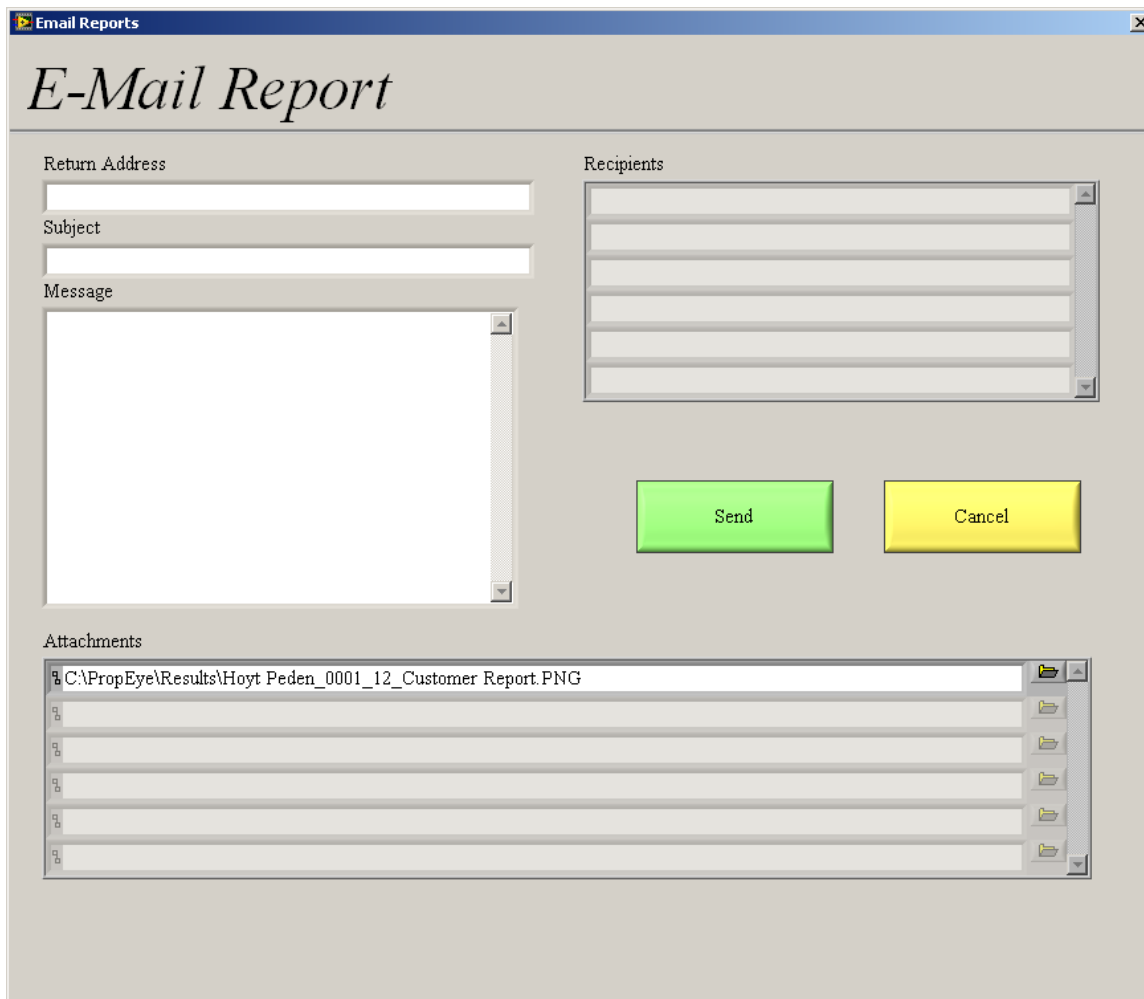 Email Reports
E-Mail Report
Return Address
Recipients
Subject
Message
Send
Cancel
Attachments
C:\PropEye\Results\Hoyt Peden_0001_12_Customer Report.PNG